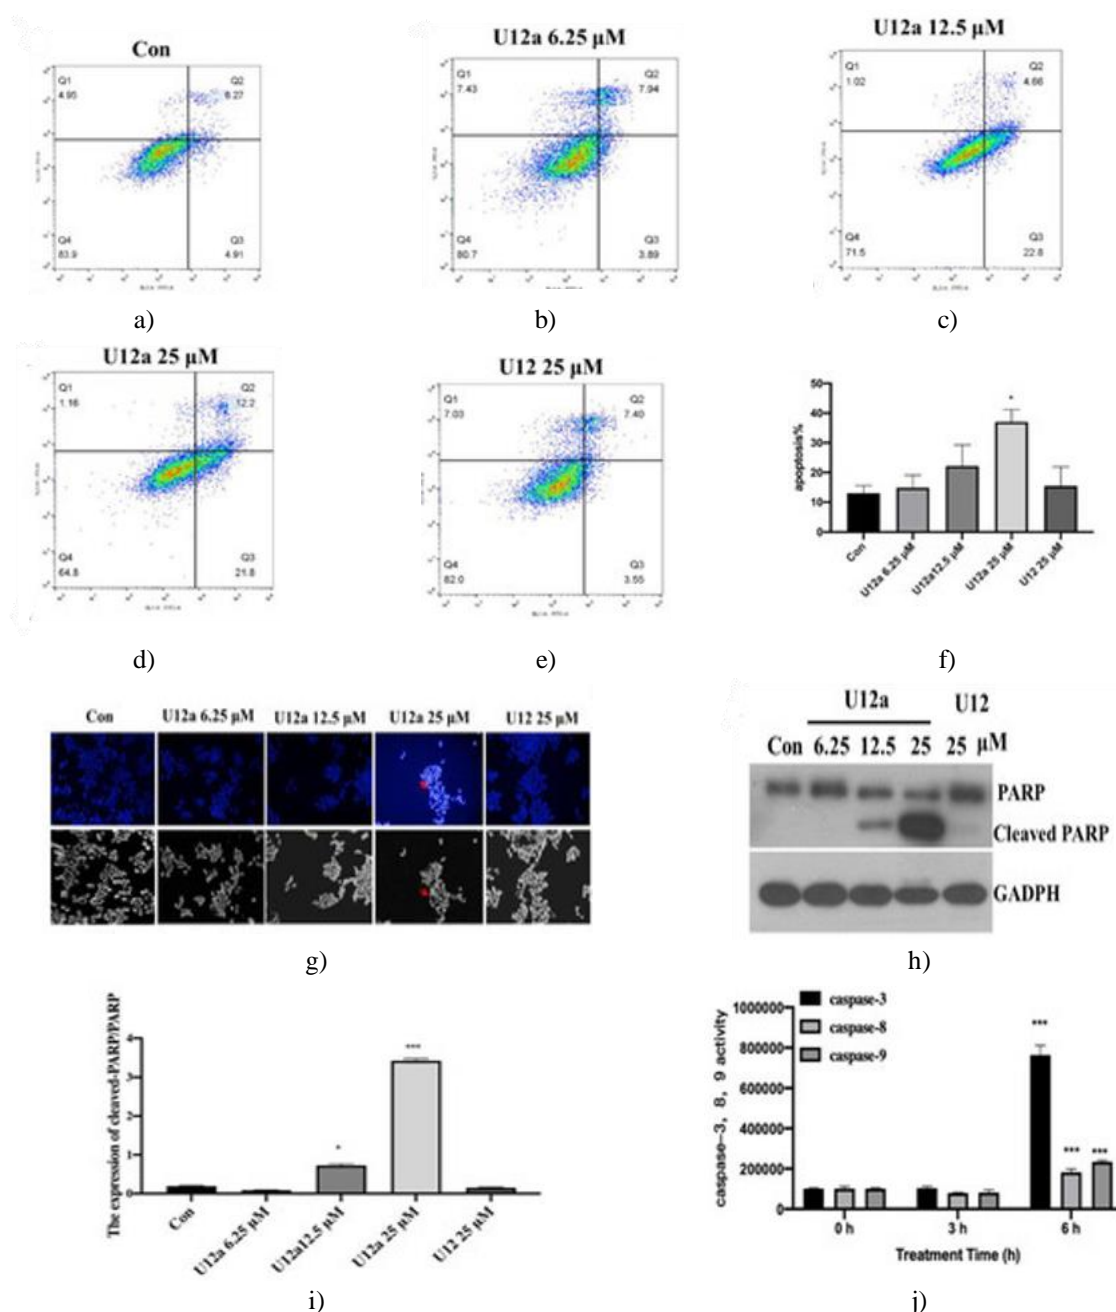 Con
Q1
4.95
Q2
6.27
Q4
83.9
Q3
4.91
a)
U12a 6.25 μM
Q1
7.43
Q2
7.94
Q4
80.7
Q3
3.89
b)
U12a 12.5 μM
Q1
1.02
Q2
4.66
Q4
71.5
Q3
22.8
c)
U12a 25 μM
Q1
1.16
Q2
12.2
Q4
64.8
Q3
21.8
d)
U12 25 μM
Q1
7.03
Q2
7.40
Q4
82.0
Q3
3.55
e)
apoptosis%
50
40
30
20
10
0
*
Con
U12a 6.25 μM
U12a12.5 μM
U12a 25 μM
U12 25 μM
f)
Con U12a 6.25 μM U12a 12.5 μM U12a 25 μM U12 25 μM
g)
U12a U12
Con 6.25 12.5 25 25 μM
PARP
Cleaved PARP
GADPH
h)
The expression of cleaved-PARP/PARP
4
3
2
1
0
*
***
Con
U12a 6.25 μM
U12a12.5 μM
U12a 25 μM
U12 25 μM
i)
caspase-3
caspase-8
caspase-9
caspase-3, 8, 9 activity
1000000
800000
600000
400000
200000
0
***
*** ***
0 h 3 h 6 h
Treatment Time (h)
j)